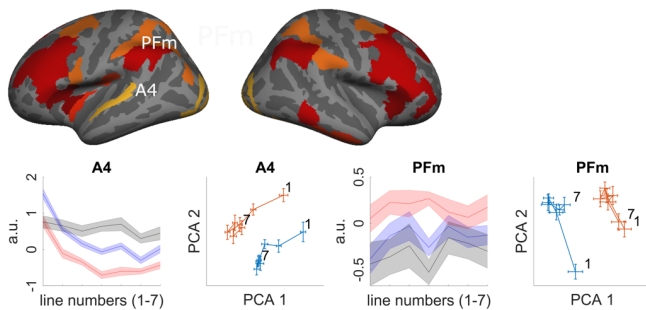 PFm
PFm
A4
A4
A4
PFm
PFm
2
1
0
-1
a.u.
line numbers (1-7)
PCA 2
1
7
1
7
PCA 1
0.5
0
-0.5
a.u.
line numbers (1-7)
PCA 2
7
1
7
1
PCA 1